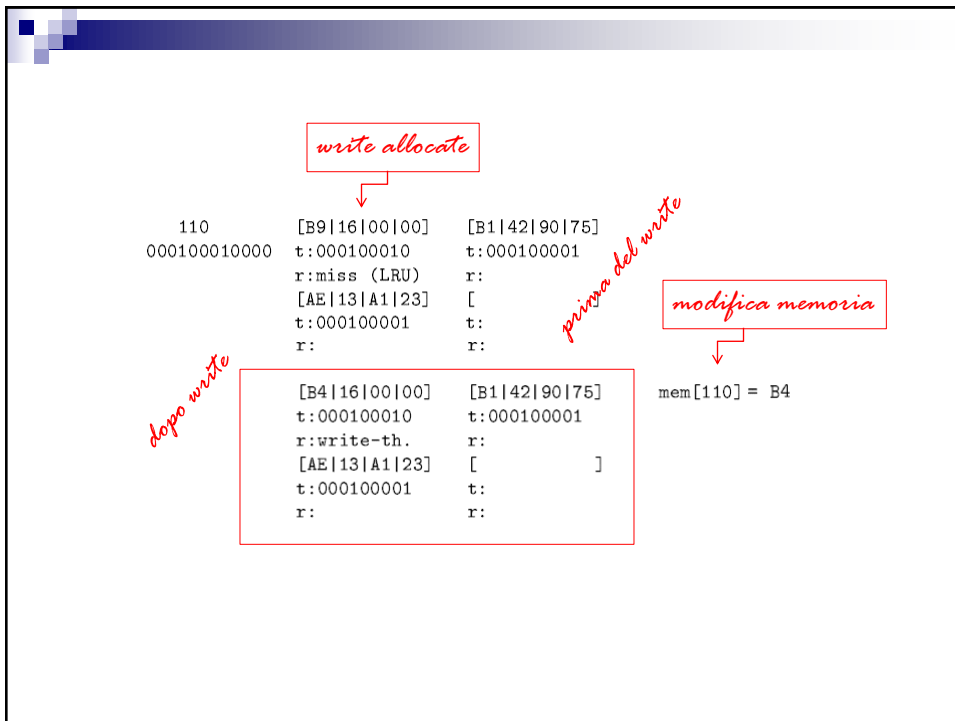 write allocate
110 [B9|16|00|00] [B1|42|90|75]
000100010000 t:000100010 t:000100001
r:miss (LRU) r:
[AE|13|A1|23] [ ]
t:000100001 t:
r: r:
prima del write
modifica memoria
dopo write
[B4|16|00|00] [B1|42|90|75] mem[110] = B4
t:000100010 t:000100001
r:write-th. r:
[AE|13|A1|23] [ ]
t:000100001 t:
r: r: